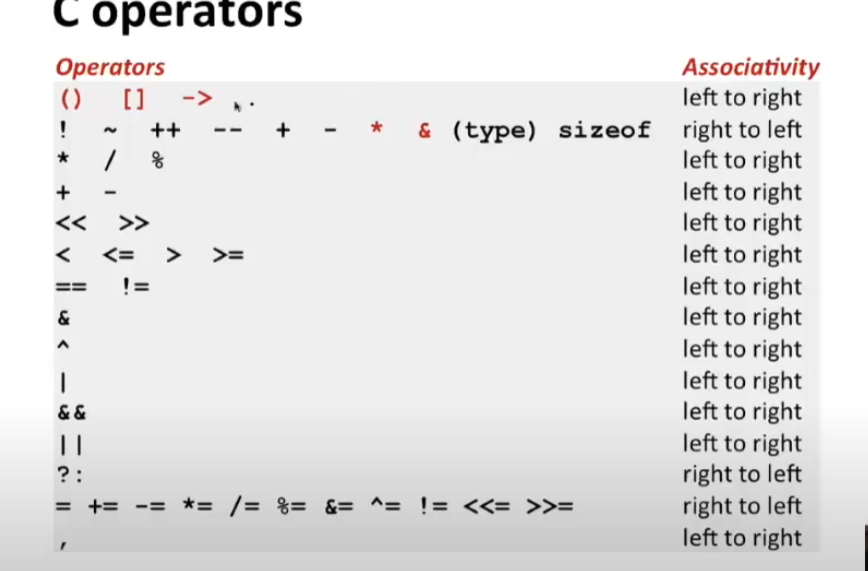 C operators
Operators Associativity
() [] -> . left to right
! ~ ++ -- + - * & (type) sizeof right to left
* / % left to right
+ - left to right
<< >> left to right
< <= > >= left to right
== != left to right
& left to right
^ left to right
| left to right
&& left to right
|| left to right
?: right to left
= += -= *= /= %= &= ^= != <<= >>= right to left
, left to right